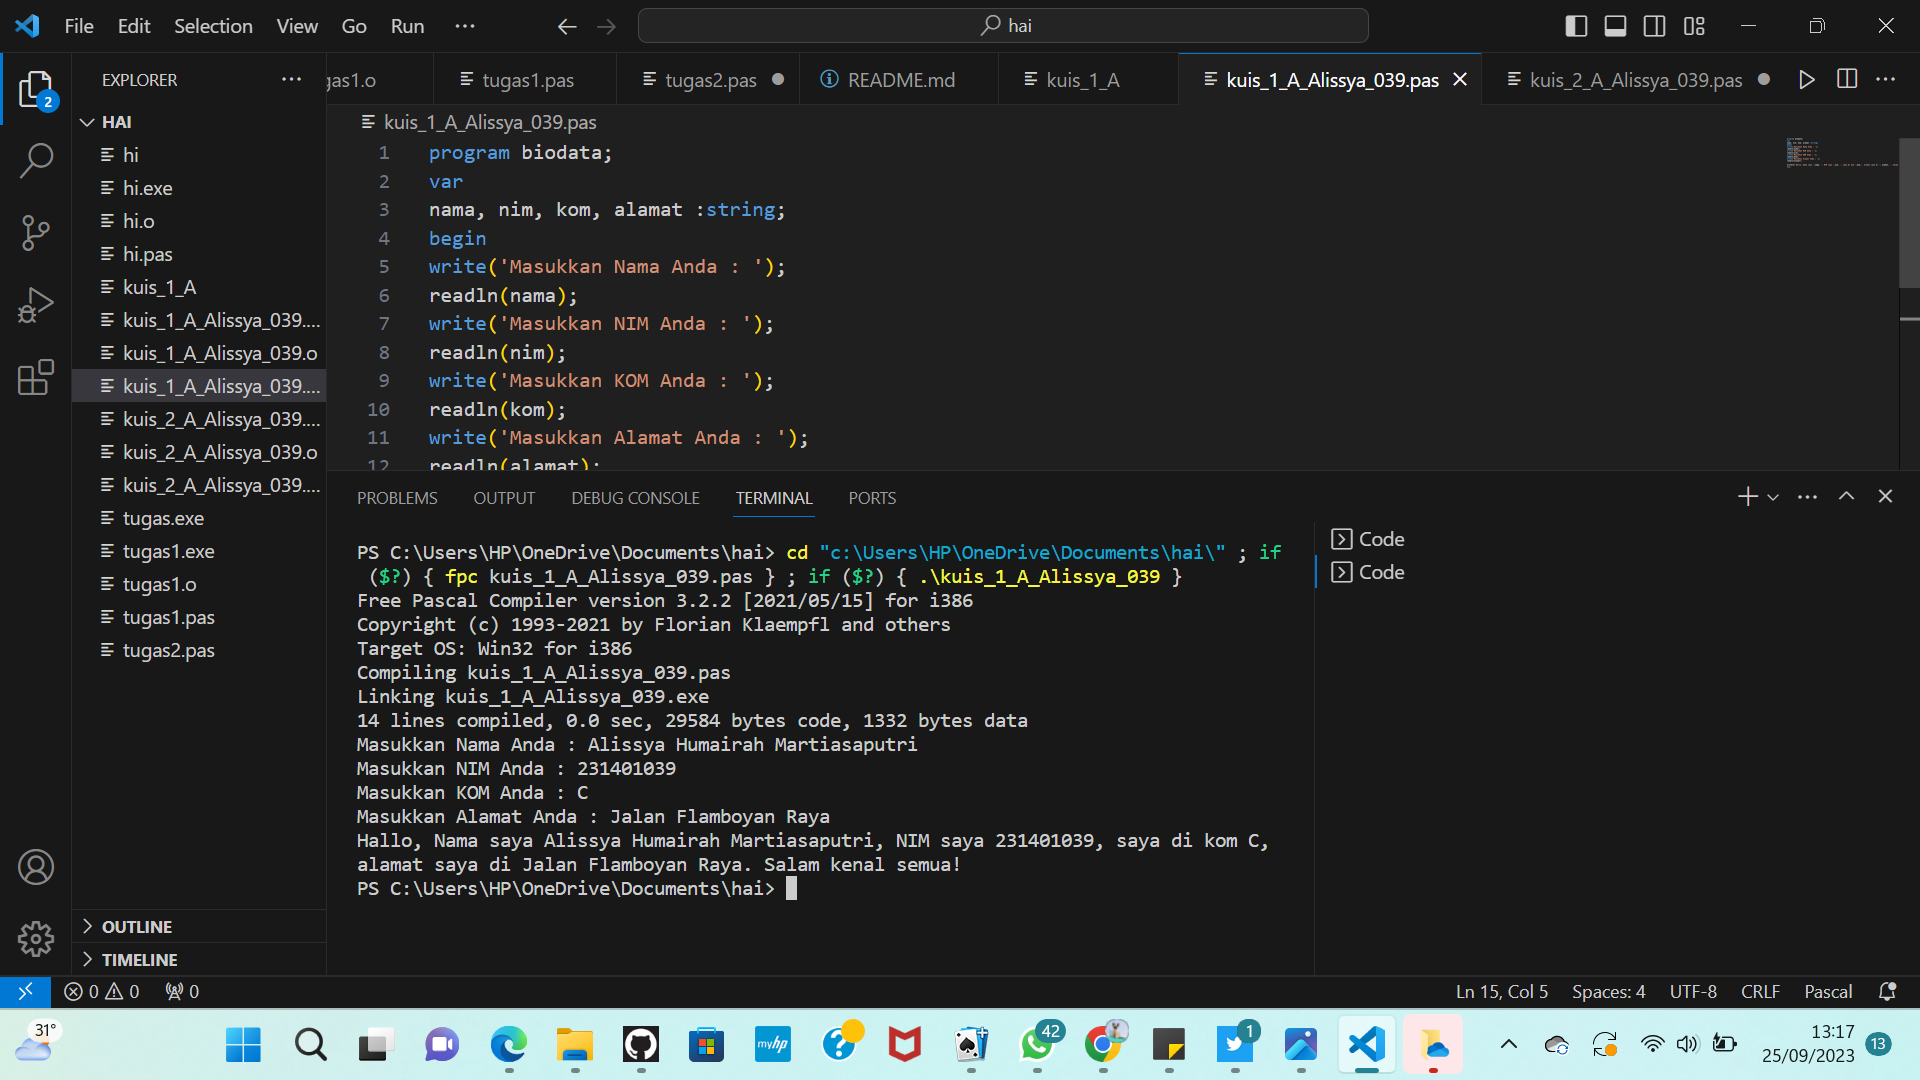 File Edit Selection View Go Run ··· hai
EXPLORER ···
2
HAI
hi
hi.exe
hi.o
hi.pas
kuis_1_A
kuis_1_A_Alissya_039....
kuis_1_A_Alissya_039.o
kuis_1_A_Alissya_039....
kuis_2_A_Alissya_039....
kuis_2_A_Alissya_039.o
kuis_2_A_Alissya_039....
tugas.exe
tugas1.exe
tugas1.o
tugas1.pas
tugas2.pas
OUTLINE
TIMELINE
gas1.o tugas1.pas tugas2.pas README.md kuis_1_A kuis_1_A_Alissya_039.pas kuis_2_A_Alissya_039.pas ···
kuis_1_A_Alissya_039.pas
1 program biodata;
2 var
3 nama, nim, kom, alamat :string;
4 begin
5 write('Masukkan Nama Anda : ');
6 readln(nama);
7 write('Masukkan NIM Anda : ');
8 readln(nim);
9 write('Masukkan KOM Anda : ');
10 readln(kom);
11 write('Masukkan Alamat Anda : ');
12 readln(alamat);
PROBLEMS OUTPUT DEBUG CONSOLE TERMINAL PORTS
PS C:\Users\HP\OneDrive\Documents\hai> cd "c:\Users\HP\OneDrive\Documents\hai\" ; if
($?) { fpc kuis_1_A_Alissya_039.pas } ; if ($?) { .\kuis_1_A_Alissya_039 }
Free Pascal Compiler version 3.2.2 [2021/05/15] for i386
Copyright (c) 1993-2021 by Florian Klaempfl and others
Target OS: Win32 for i386
Compiling kuis_1_A_Alissya_039.pas
Linking kuis_1_A_Alissya_039.exe
14 lines compiled, 0.0 sec, 29584 bytes code, 1332 bytes data
Masukkan Nama Anda : Alissya Humairah Martiasaputri
Masukkan NIM Anda : 231401039
Masukkan KOM Anda : C
Masukkan Alamat Anda : Jalan Flamboyan Raya
Hallo, Nama saya Alissya Humairah Martiasaputri, NIM saya 231401039, saya di kom C,
alamat saya di Jalan Flamboyan Raya. Salam kenal semua!
PS C:\Users\HP\OneDrive\Documents\hai>
Code
Code
0 0 0 Ln 15, Col 5 Spaces: 4 UTF-8 CRLF Pascal
31° myhp 42 1 13:17 13
25/09/2023